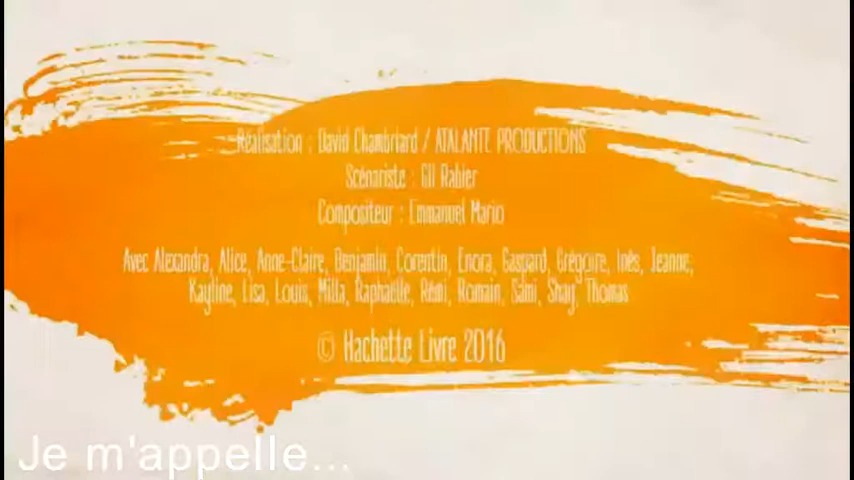 Réalisation : David Chambriard / ATALANTE PRODUCTIONS
Scénariste : Gil Rabier
Compositeur : Emmanuel Mario
Avec Alexandra, Alice, Anne-Claire, Benjamin, Corentin, Enora, Gaspard, Grégoire, Inès, Jeanne,
Kayline, Lisa, Louis, Milla, Raphaëlle, Rémi, Romain, Sami, Shay, Thomas
© Hachette Livre 2016
Je m'appelle...